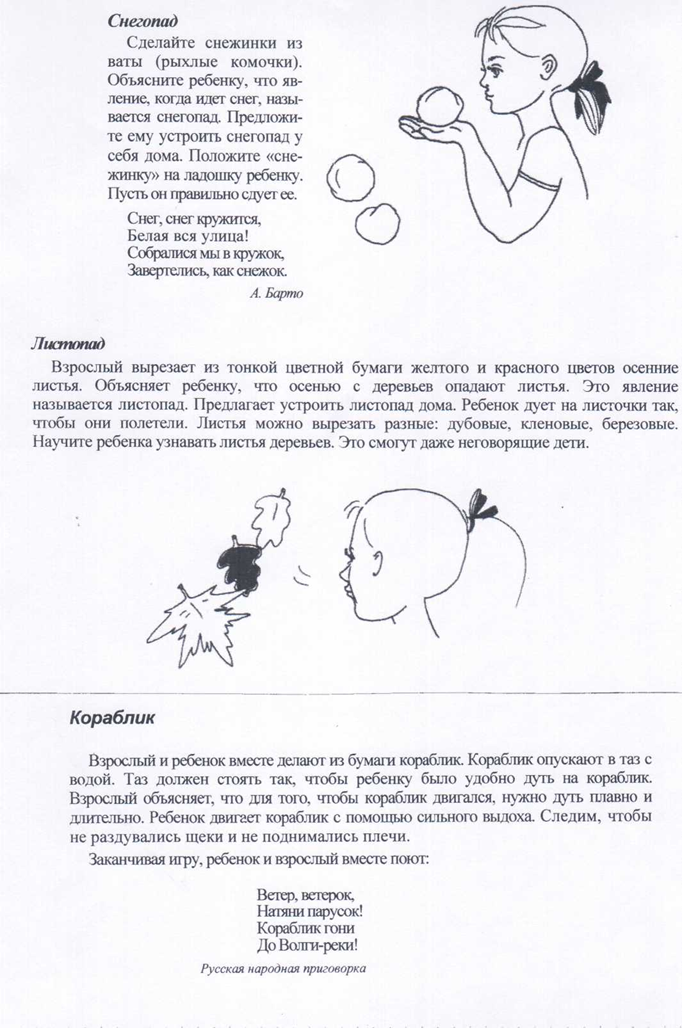 Снегопад
Сделайте снежинки из
ваты (рыхлые комочки).
Объясните ребенку, что яв-
ление, когда идет снег, назы-
вается снегопад. Предложи-
те ему устроить снегопад у
себя дома. Положите «сне-
жинку» на ладошку ребенку.
Пусть он правильно сдует ее.
Снег, снег кружится,
Белая вся улица!
Собралися мы в кружок,
Завертелись, как снежок.
А. Барто
Листопад
Взрослый вырезает из тонкой цветной бумаги желтого и красного цветов осенние
листья. Объясняет ребенку, что осенью с деревьев опадают листья. Это явление
называется листопад. Предлагает устроить листопад дома. Ребенок дует на листочки так,
чтобы они полетели. Листья можно вырезать разные: дубовые, кленовые, березовые.
Научите ребенка узнавать листья деревьев. Это смогут даже неговорящие дети.
Кораблик
Взрослый и ребенок вместе делают из бумаги кораблик. Кораблик опускают в таз с
водой. Таз должен стоять так, чтобы ребенку было удобно дуть на кораблик.
Взрослый объясняет, что для того, чтобы кораблик двигался, нужно дуть плавно и
длительно. Ребенок двигает кораблик с помощью сильного выдоха. Следим, чтобы
не раздувались щеки и не поднимались плечи.
Заканчивая игру, ребенок и взрослый вместе поют:
Ветер, ветерок,
Натяни парусок!
Кораблик гони
До Волги-реки!
Русская народная приговорка